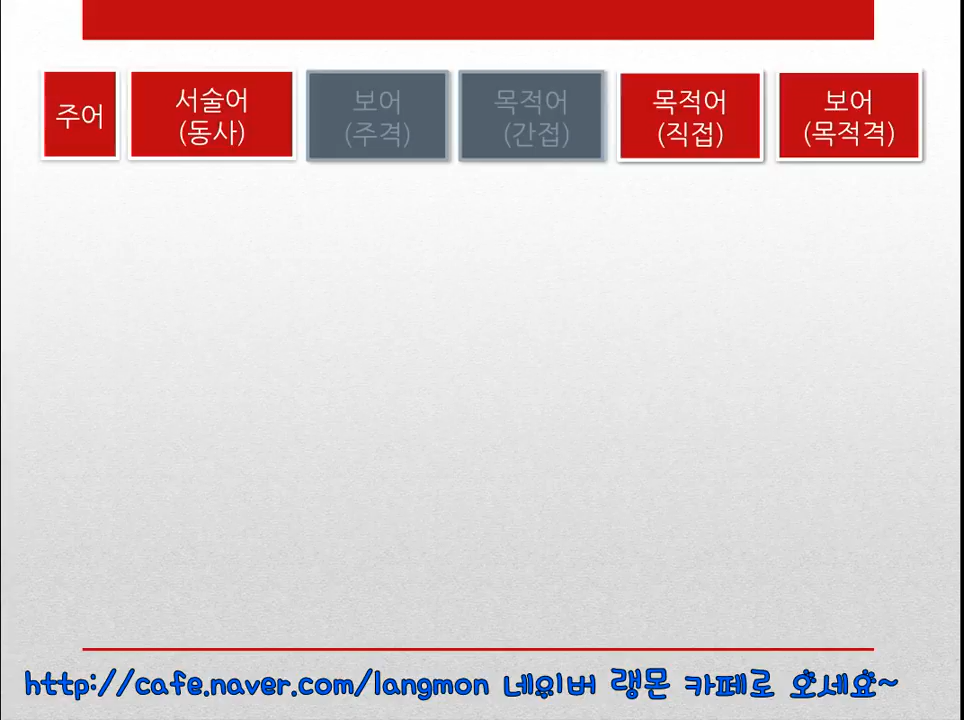 주어
서술어
(동사)
보어
(주격)
목적어
(간접)
목적어
(직접)
보어
(목적격)
http://cafe.naver.com/langmon 네이버 랭몬 카페로 오세요~